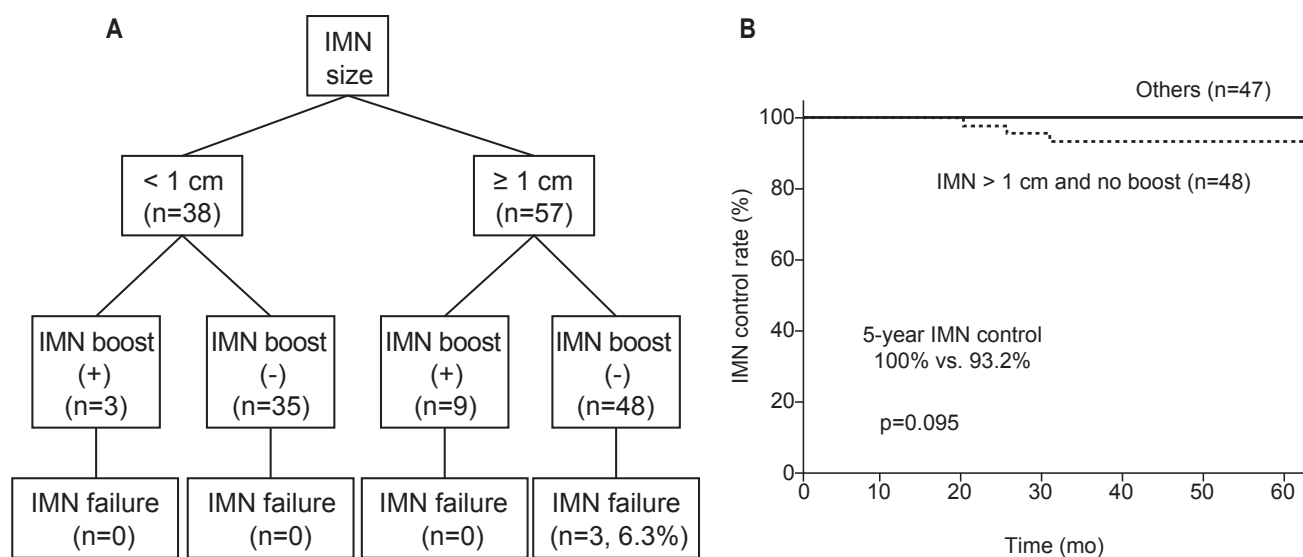 A
IMN
size
< 1 cm
(n=38)
≥ 1 cm
(n=57)
IMN boost
(+)
(n=3)
IMN boost
(-)
(n=35)
IMN boost
(+)
(n=9)
IMN boost
(-)
(n=48)
IMN failure
(n=0)
IMN failure
(n=0)
IMN failure
(n=0)
IMN failure
(n=3, 6.3%)
B
Others (n=47)
IMN > 1 cm and no boost (n=48)
5-year IMN control
100% vs. 93.2%
p=0.095
IMN control rate (%)
100
80
60
40
20
0
0 10 20 30 40 50 60
Time (mo)